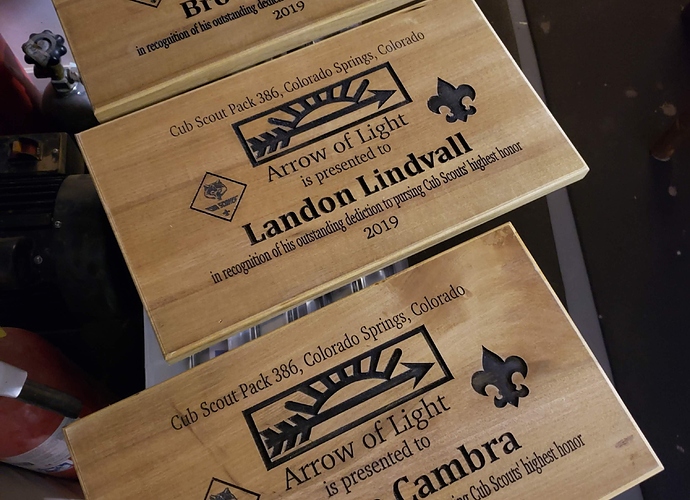 in recognition of his outstanding
2019
Cub Scout Pack 386, Colorado Springs, Colorado
Arrow of Light
is presented to
Landon Lindvall
in recognition of his outstanding dediction to pursing Cub Scouts' highest honor
2019
Cub Scout Pack 386, Colorado Springs, Colorado
Arrow of Light
is presented to
Cambra
Cub Scouts' highest honor